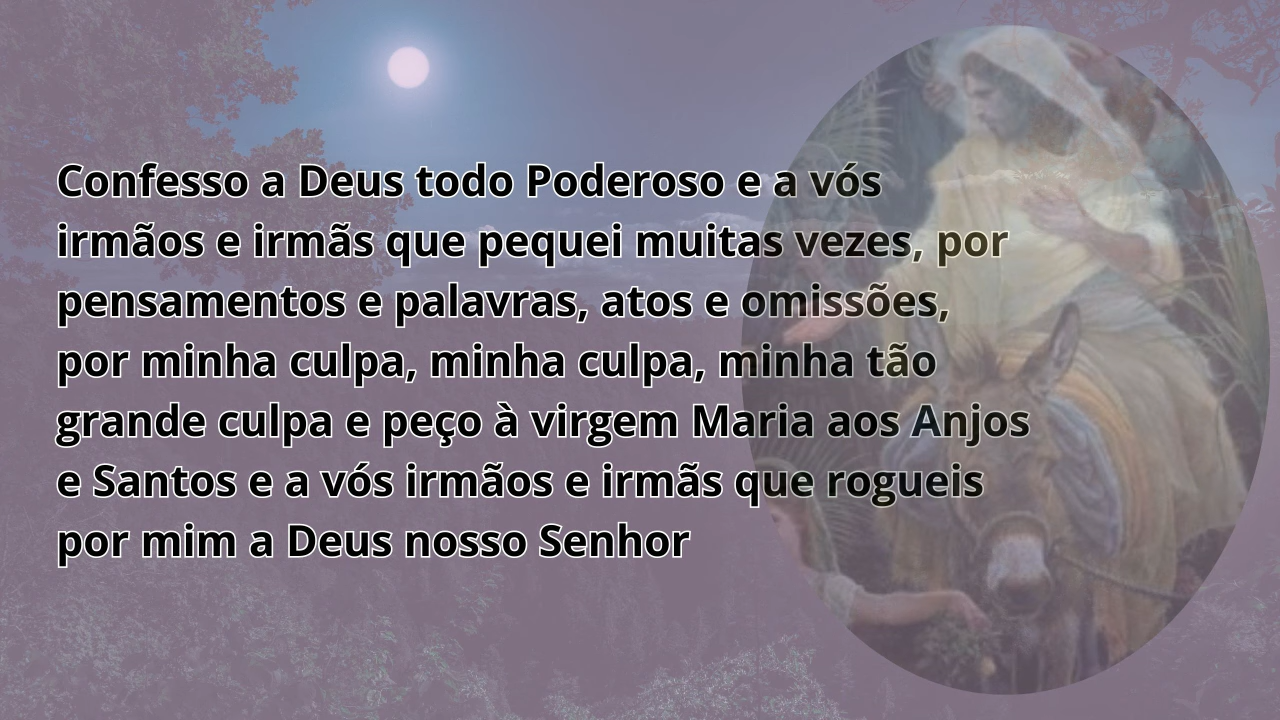 Confesso a Deus todo Poderoso e a vós
irmãos e irmãs que pequei muitas vezes, por
pensamentos e palavras, atos e omissões,
por minha culpa, minha culpa, minha tão
grande culpa e peço à virgem Maria aos Anjos
e Santos e a vós irmãos e irmãs que rogueis
por mim a Deus nosso Senhor